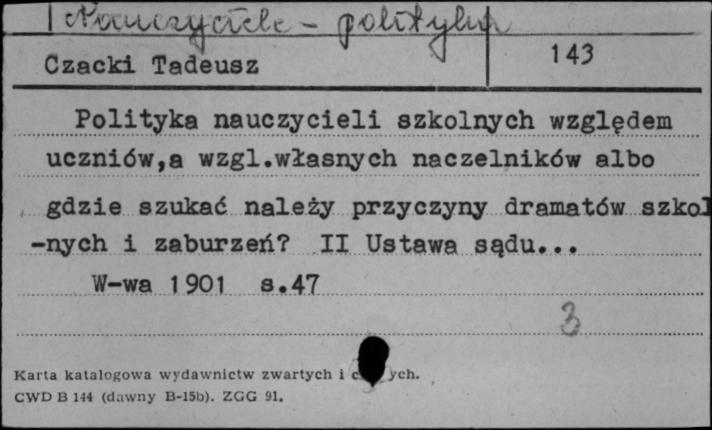 Nauczyciele - polityka
Czacki Tadeusz
143
Polityka nauczycieli szkolnych względem
uczniów,a wzgl.własnych naczelników albo
gdzie szukać należy przyczyny dramatów szkol
-nych i zaburzeń? II Ustawa sądu...
W-wa 1901 s.47
3
Karta katalogowa wydawnictw zwartych i c ych.
CWD B 144 (dawny B-15b). ZGG 91.